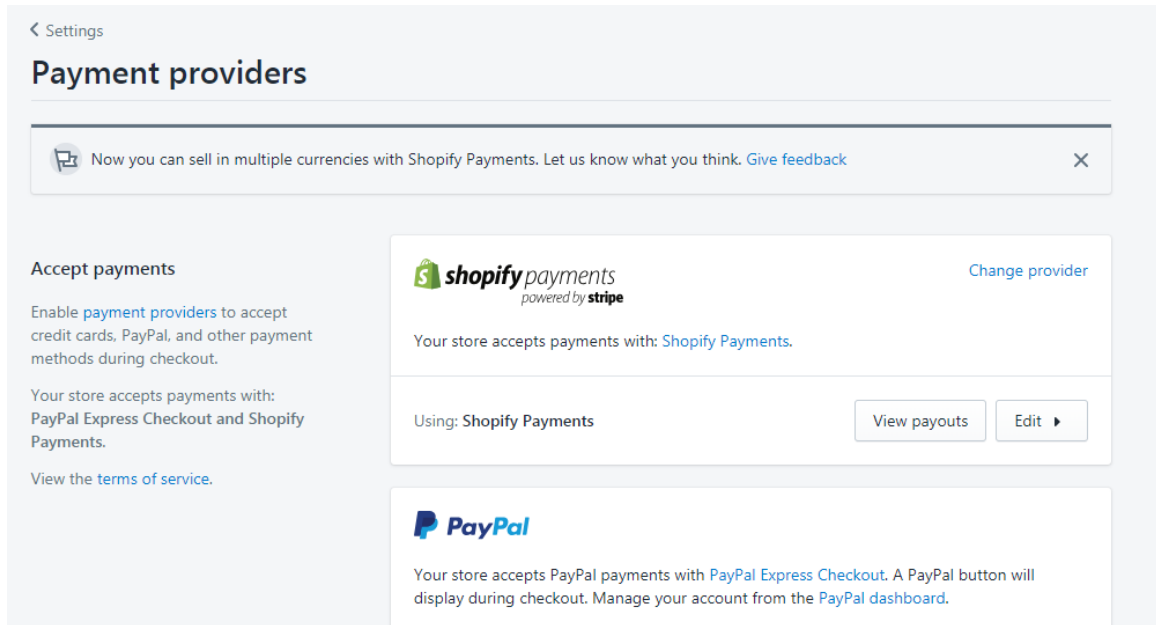 Settings
Payment providers
Now you can sell in multiple currencies with Shopify Payments. Let us know what you think. Give feedback
Accept payments
Enable payment providers to accept
credit cards, PayPal, and other payment
methods during checkout.
Your store accepts payments with:
PayPal Express Checkout and Shopify
Payments.
View the terms of service.
shopify payments
powered by stripe
Change provider
Your store accepts payments with: Shopify Payments.
Using: Shopify Payments
View payouts
Edit
PayPal
Your store accepts PayPal payments with PayPal Express Checkout. A PayPal button will
display during checkout. Manage your account from the PayPal dashboard.